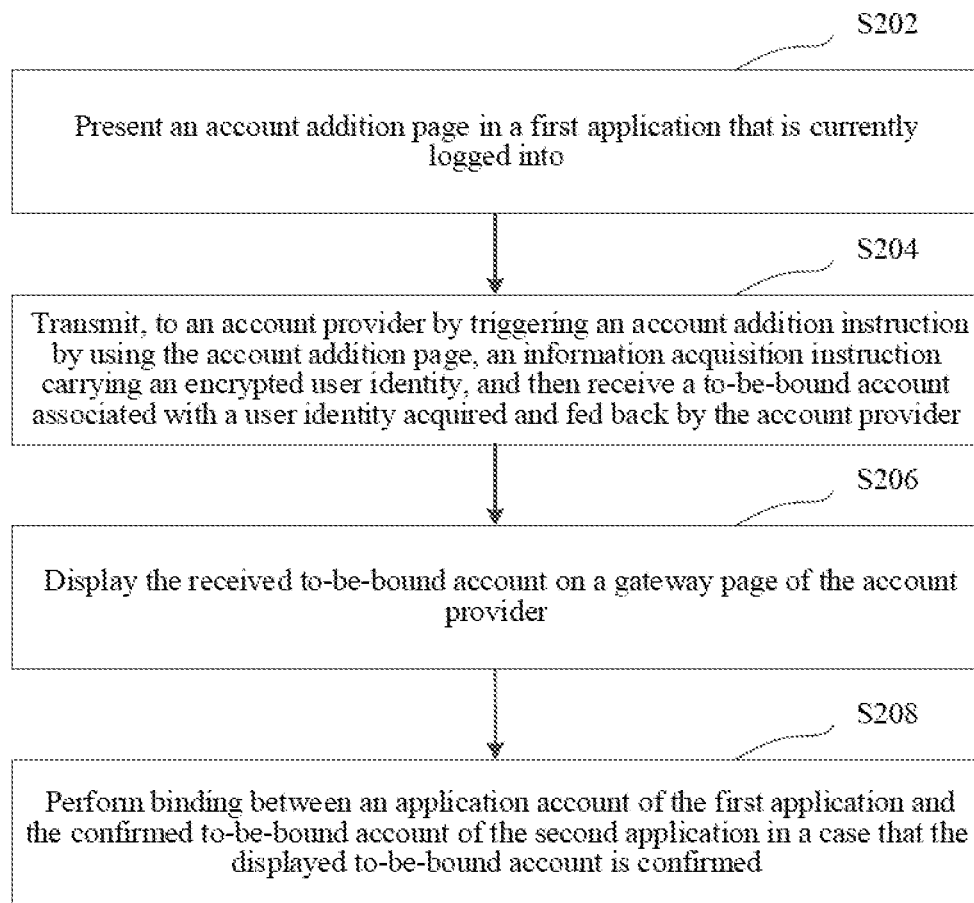 S202
Present an account addition page in a first application that is currently
logged into
S204
Transmit, to an account provider by triggering an account addition instruction
by using the account addition page, an information acquisition instruction
carrying an encrypted user identity, and then receive a to-be-bound account
associated with a user identity acquired and fed back by the account provider
S206
Display the received to-be-bound account on a gateway page of the account
provider
S208
Perform binding between an application account of the first application and
the confirmed to-be-bound account of the second application in a case that the
displayed to-be-bound account is confirmed